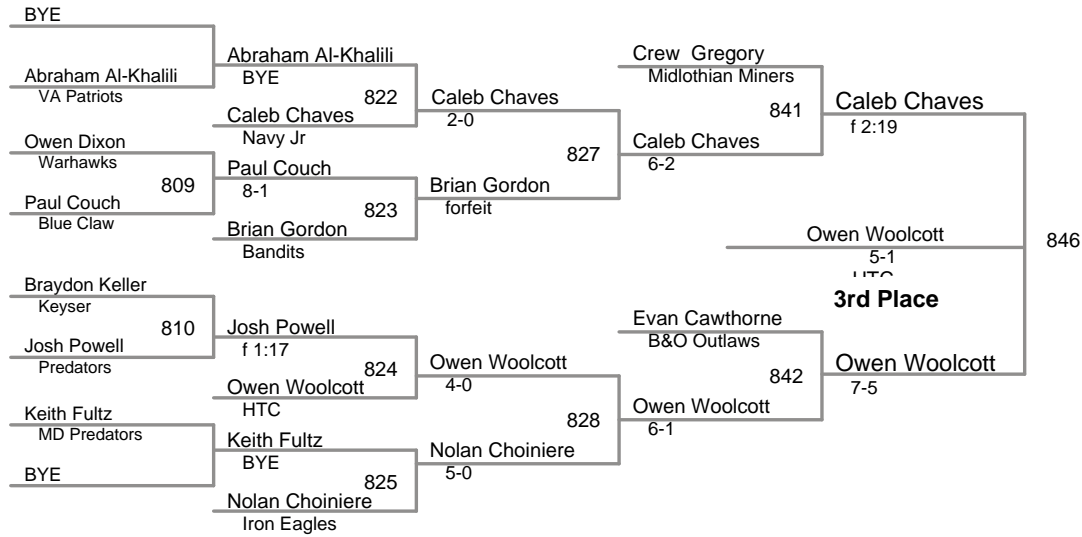 BYE
Abraham Al-Khalili
VA Patriots
Owen Dixon
Warhawks
809
Paul Couch
Blue Claw
Braydon Keller
Keyser
810
Josh Powell
Predators
Keith Fultz
MD Predators
BYE
Abraham Al-Khalili
BYE
822
Caleb Chaves
Navy Jr
Paul Couch
8-1
823
Brian Gordon
Bandits
Josh Powell
f 1:17
824
Owen Woolcott
HTC
Keith Fultz
BYE
825
Nolan Choiniere
Iron Eagles
Caleb Chaves
2-0
827
Brian Gordon
forfeit
Owen Woolcott
4-0
828
Nolan Choiniere
5-0
Crew Gregory
Midlothian Miners
841
Caleb Chaves
6-2
Evan Cawthorne
B&O Outlaws
842
Owen Woolcott
6-1
Caleb Chaves
f 2:19
846
Owen Woolcott
7-5
Owen Woolcott
5-1
HTC
3rd Place